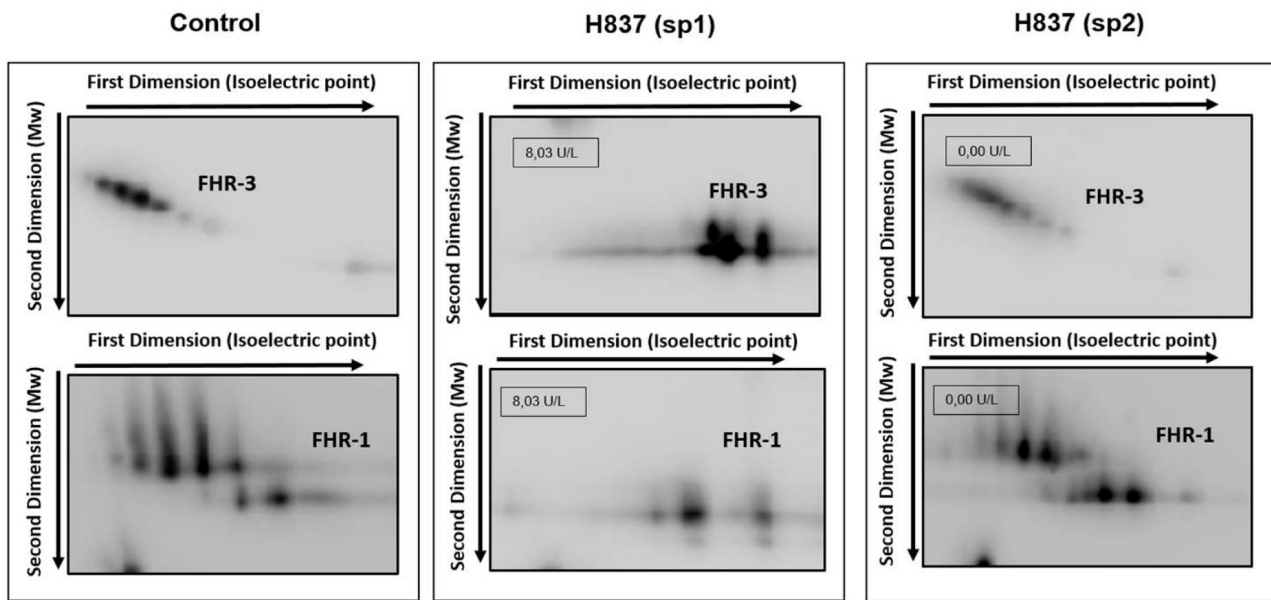 Control
First Dimension (Isoelectric point)
Second Dimension (Mw)
FHR-3
First Dimension (Isoelectric point)
Second Dimension (Mw)
FHR-1
H837 (sp1)
First Dimension (Isoelectric point)
Second Dimension (Mw)
8,03 U/L
FHR-3
First Dimension (Isoelectric point)
Second Dimension (Mw)
8,03 U/L
FHR-1
H837 (sp2)
First Dimension (Isoelectric point)
Second Dimension (Mw)
0,00 U/L
FHR-3
First Dimension (Isoelectric point)
Second Dimension (Mw)
0,00 U/L
FHR-1